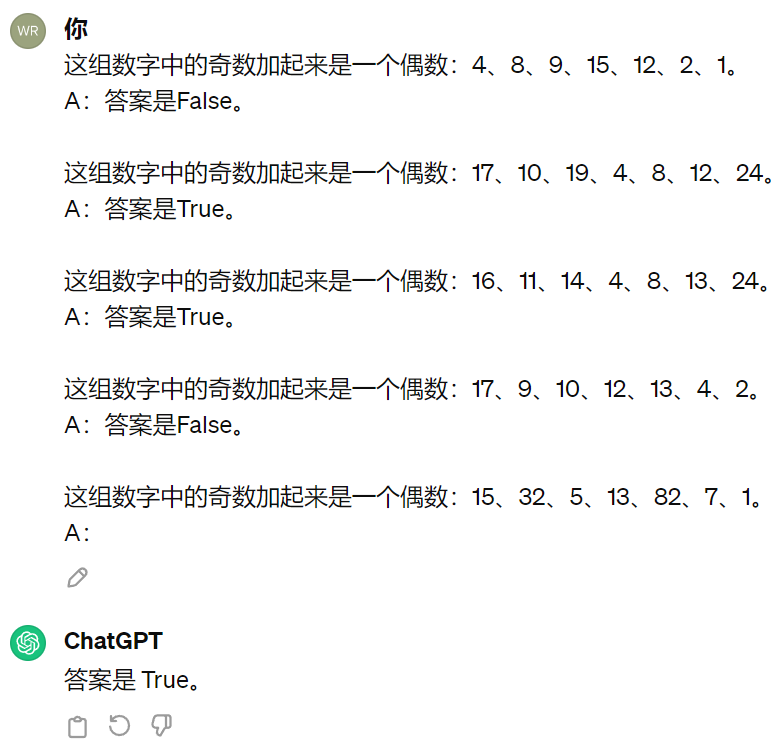 WR
你
这组数字中的奇数加起来是一个偶数：4、8、9、15、12、2、1。
A：答案是False。
这组数字中的奇数加起来是一个偶数：17、10、19、4、8、12、24。
A：答案是True。
这组数字中的奇数加起来是一个偶数：16、11、14、4、8、13、24。
A：答案是True。
这组数字中的奇数加起来是一个偶数：17、9、10、12、13、4、2。
A：答案是False。
这组数字中的奇数加起来是一个偶数：15、32、5、13、82、7、1。
A：
ChatGPT
答案是 True。